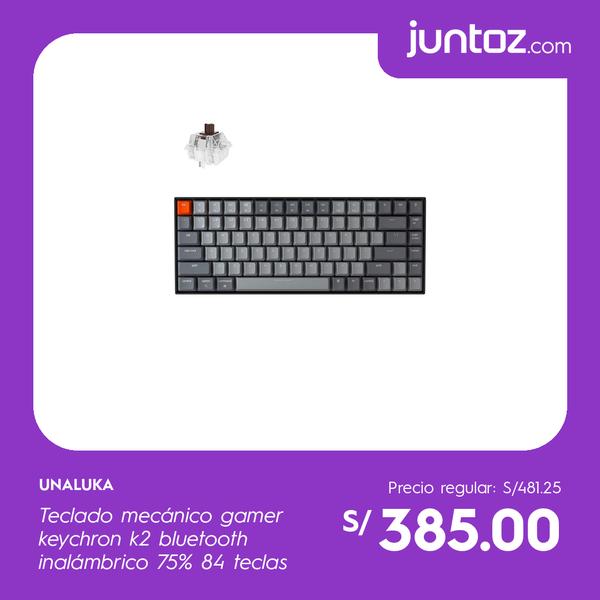 juntoz.com
UNALUKA
Teclado mecánico gamer
keychron k2 bluetooth
inalámbrico 75% 84 teclas
Precio regular: S/481.25
S/385.00